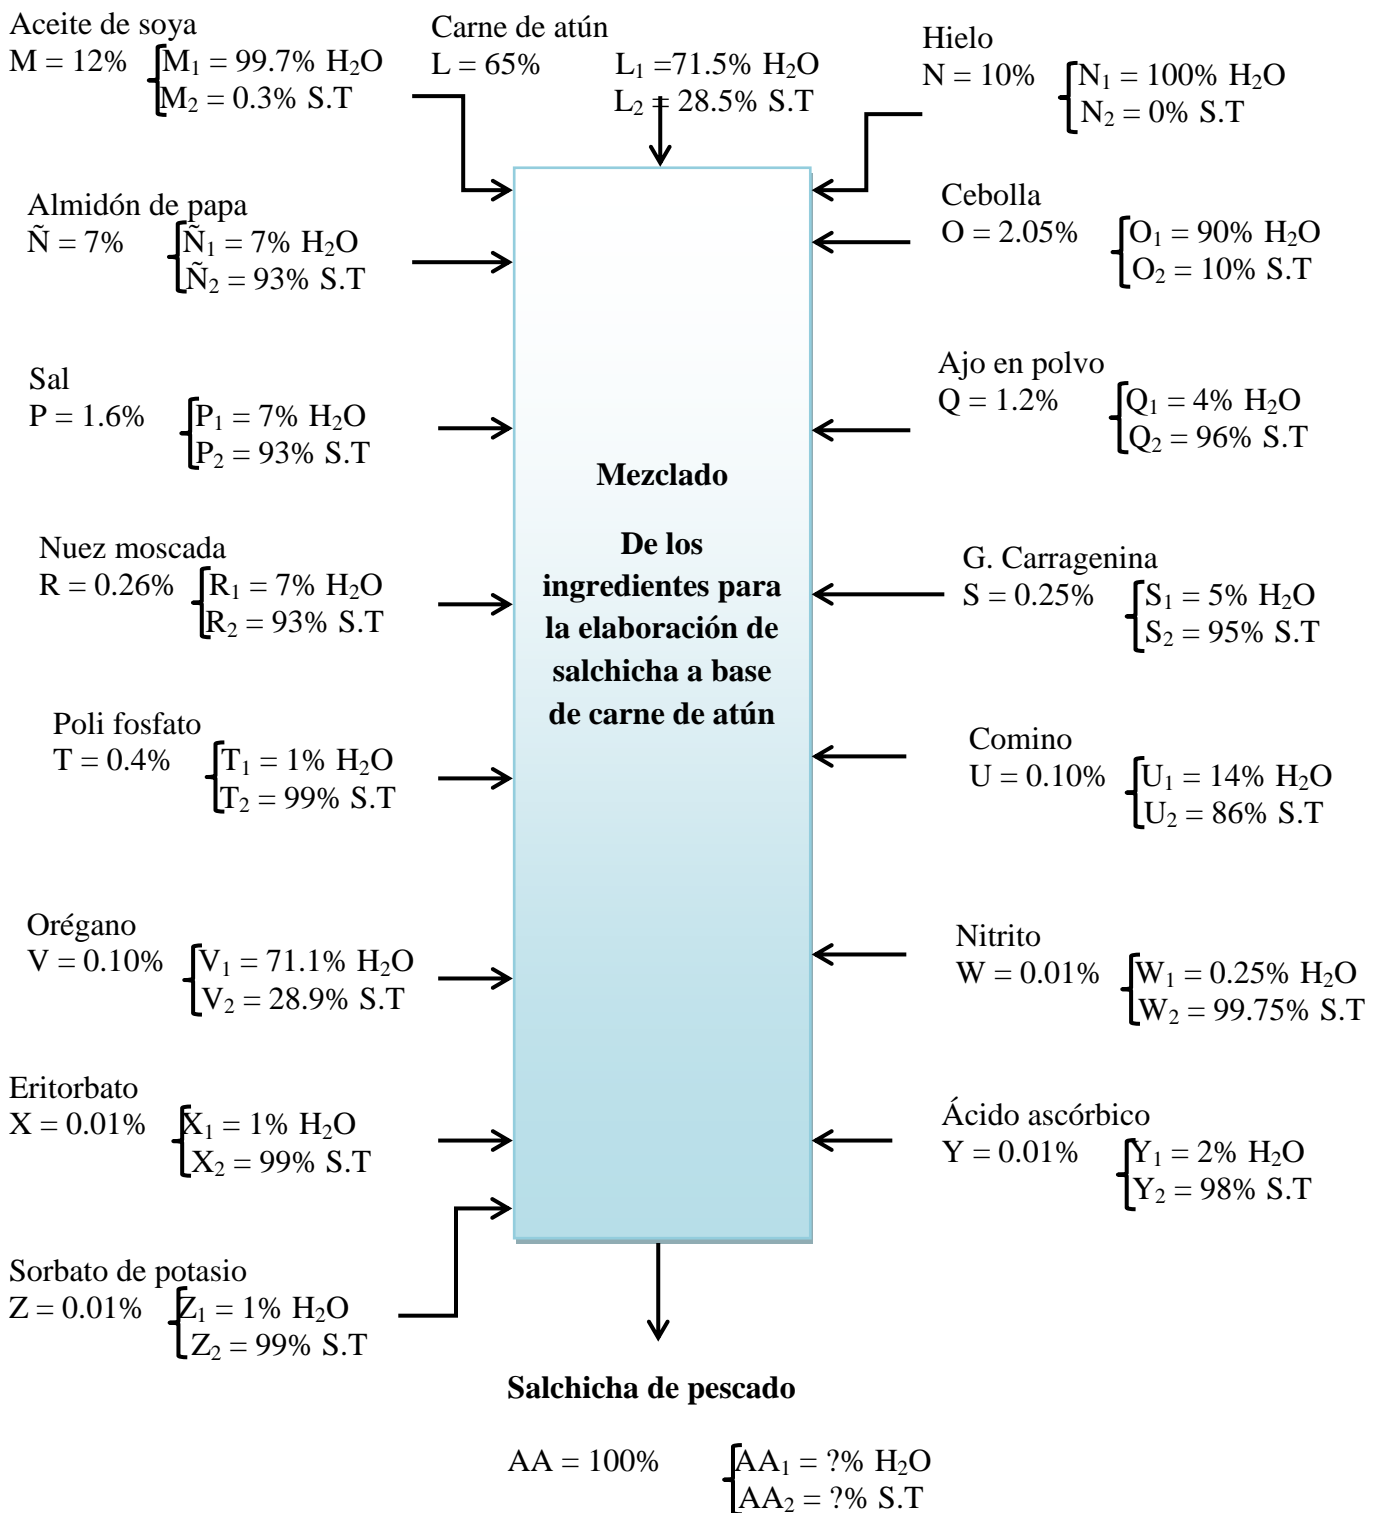 Aceite de soya
M = 12% M₁ = 99.7% H₂O
M₂ = 0.3% S.T
Carne de atún
L = 65% L₁ =71.5% H₂O
L₂ = 28.5% S.T
Hielo
N = 10% N₁ = 100% H₂O
N₂ = 0% S.T
Almidón de papa
Ñ = 7% Ñ₁ = 7% H₂O
Ñ₂ = 93% S.T
Cebolla
O = 2.05% O₁ = 90% H₂O
O₂ = 10% S.T
Sal
P = 1.6% P₁ = 7% H₂O
P₂ = 93% S.T
Ajo en polvo
Q = 1.2% Q₁ = 4% H₂O
Q₂ = 96% S.T
Mezclado
De los
ingredientes para
la elaboración de
salchicha a base
de carne de atún
Nuez moscada
R = 0.26% R₁ = 7% H₂O
R₂ = 93% S.T
G. Carragenina
S = 0.25% S₁ = 5% H₂O
S₂ = 95% S.T
Poli fosfato
T = 0.4% T₁ = 1% H₂O
T₂ = 99% S.T
Comino
U = 0.10% U₁ = 14% H₂O
U₂ = 86% S.T
Orégano
V = 0.10% V₁ = 71.1% H₂O
V₂ = 28.9% S.T
Nitrito
W = 0.01% W₁ = 0.25% H₂O
W₂ = 99.75% S.T
Eritorbato
X = 0.01% X₁ = 1% H₂O
X₂ = 99% S.T
Ácido ascórbico
Y = 0.01% Y₁ = 2% H₂O
Y₂ = 98% S.T
Sorbato de potasio
Z = 0.01% Z₁ = 1% H₂O
Z₂ = 99% S.T
Salchicha de pescado
AA = 100% AA₁ = ?% H₂O
AA₂ = ?% S.T